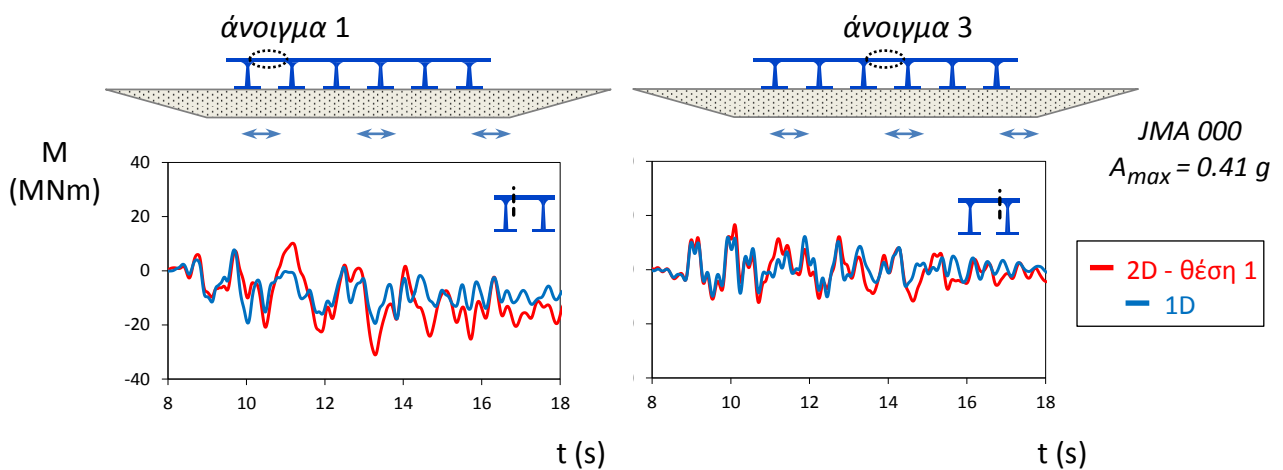 άνοιγμα 1
άνοιγμα 3
JMA 000
Amax = 0.41 g
M
(MNm)
40
20
0
-20
-40
8 10 12 14 16 18
t (s)
8 10 12 14 16 18
t (s)
2D - θέση 1
1D